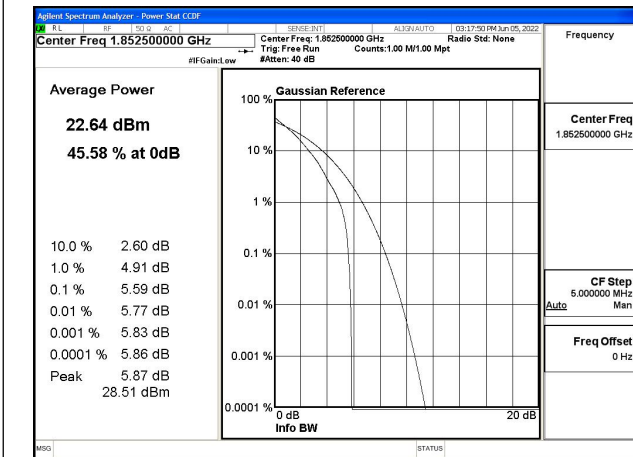 Agilent Spectrum Analyzer - Power Stat CCDF
LXI RL RF 50 Ω AC SENSE:INT ALIGNAUTO 03:17:50 PM Jun 05, 2022
Center Freq 1.852500000 GHz
Center Freq: 1.852500000 GHz Radio Std: None
Trig: Free Run Counts:1.00 M/1.00 Mpt
#IFGain:Low #Atten: 40 dB
Frequency
Average Power
22.64 dBm
45.58 % at 0dB
10.0 % 2.60 dB
1.0 % 4.91 dB
0.1 % 5.59 dB
0.01 % 5.77 dB
0.001 % 5.83 dB
0.0001 % 5.86 dB
Peak 5.87 dB
28.51 dBm
Gaussian Reference
100 %
10 %
1 %
0.1 %
0.01 %
0.001 %
0.0001 %
0 dB 20 dB
Info BW
Center Freq
1.852500000 GHz
CF Step
5.000000 MHz
Auto Man
Freq Offset
0 Hz
MSG STATUS